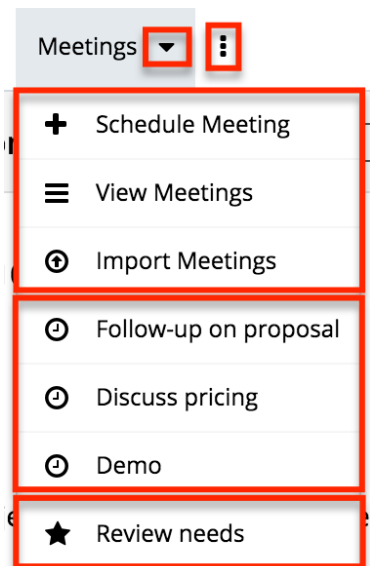 Meetings
Schedule Meeting
View Meetings
Import Meetings
Follow-up on proposal
Discuss pricing
Demo
Review needs